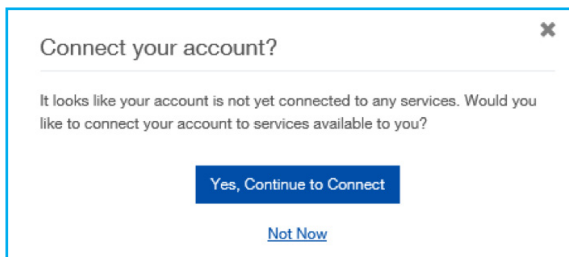 Connect your account?
It looks like your account is not yet connected to any services. Would you
like to connect your account to services available to you?
Yes, Continue to Connect
Not Now